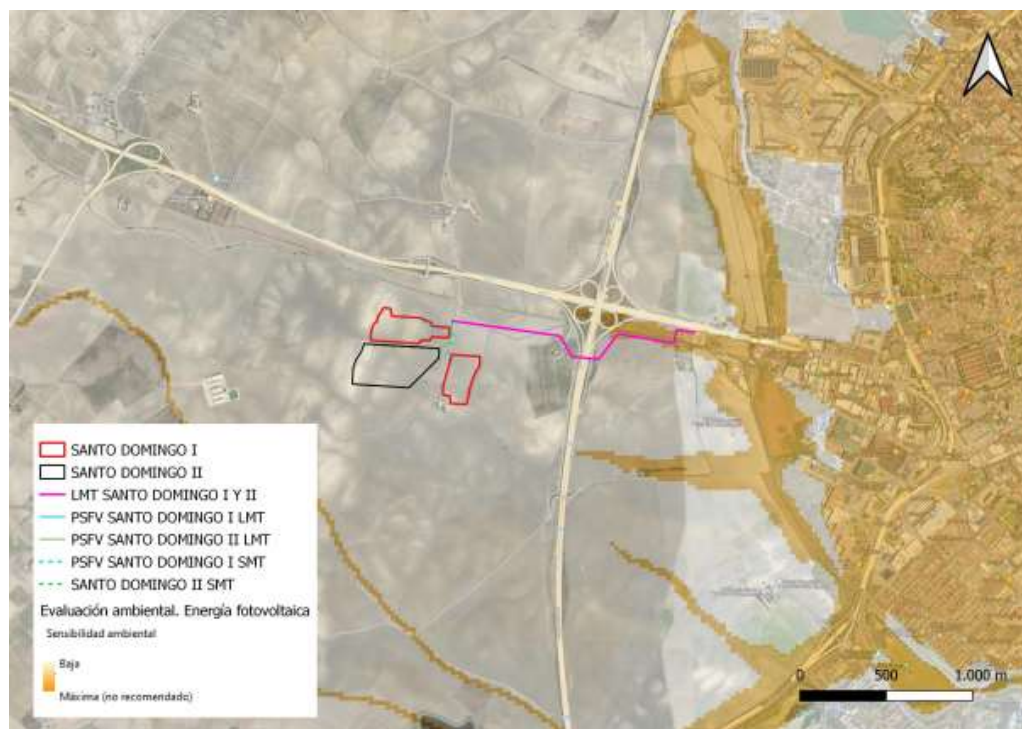 SANTO DOMINGO I
SANTO DOMINGO II
LMT SANTO DOMINGO I Y II
PSFV SANTO DOMINGO I LMT
PSFV SANTO DOMINGO II LMT
PSFV SANTO DOMINGO I SMT
SANTO DOMINGO II SMT
Evaluación ambiental. Energía fotovoltaica
Sensibilidad ambiental
Baja
Máxima (no recomendado)
0 500 1.000 m